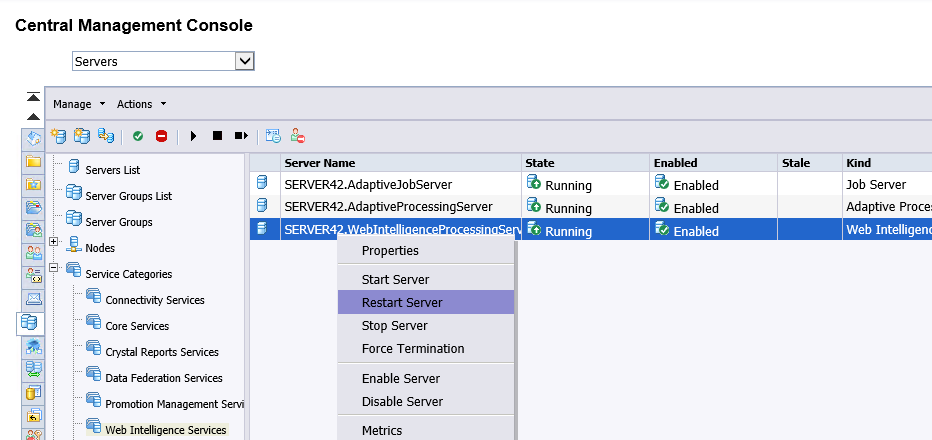 Central Management Console
Servers
Manage Actions
Server Name State Enabled Stale Kind
Servers List
Server Groups List
Server Groups
Nodes
Service Categories
Connectivity Services
Core Services
Crystal Reports Services
Data Federation Services
Promotion Management Servi
Web Intelligence Services
SERVER42.AdaptiveJobServer Running Enabled Job Server
SERVER42.AdaptiveProcessingServer Running Enabled Adaptive Proces
SERVER42.WebIntelligenceProcessingServ Running Enabled Web Intelligenc
Properties
Start Server
Restart Server
Stop Server
Force Termination
Enable Server
Disable Server
Metrics